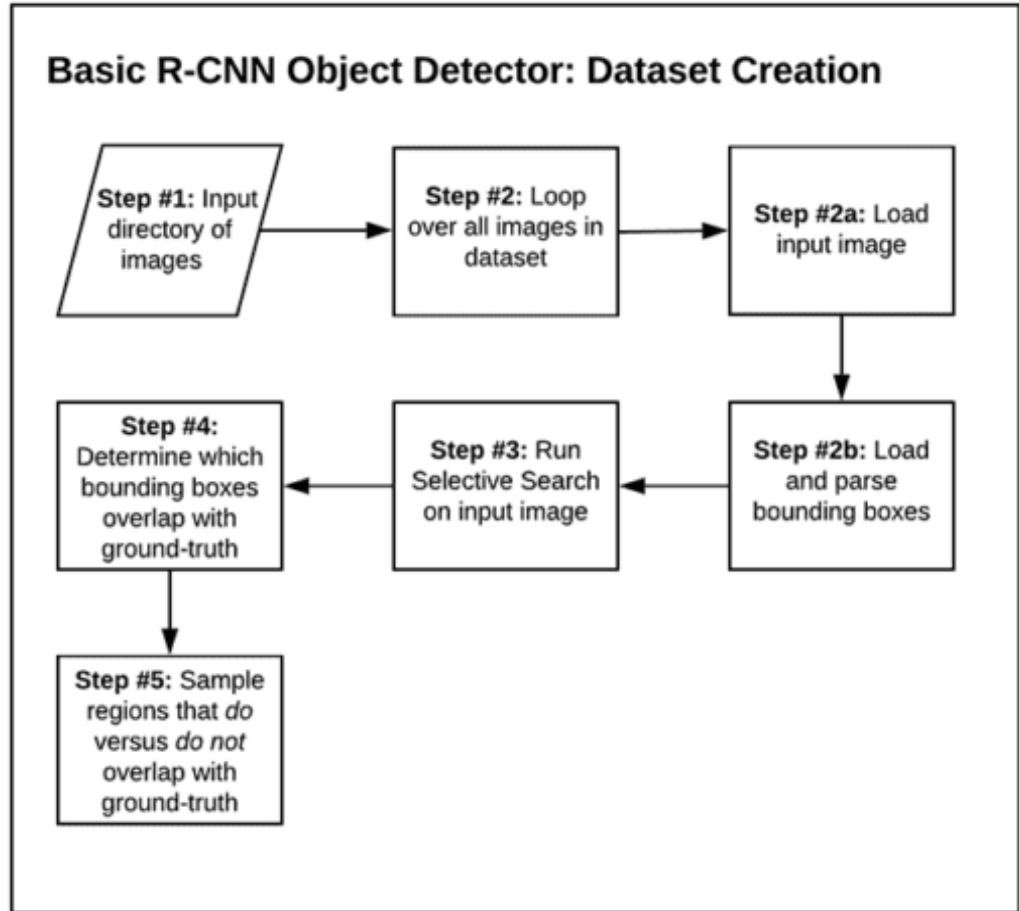 Basic R-CNN Object Detector: Dataset Creation
Step #1: Input
directory of
images
Step #2: Loop
over all images in
dataset
Step #2a: Load
input image
Step #2b: Load
and parse
bounding boxes
Step #3: Run
Selective Search
on input image
Step #4:
Determine which
bounding boxes
overlap with
ground-truth
Step #5: Sample
regions that do
versus do not
overlap with
ground-truth